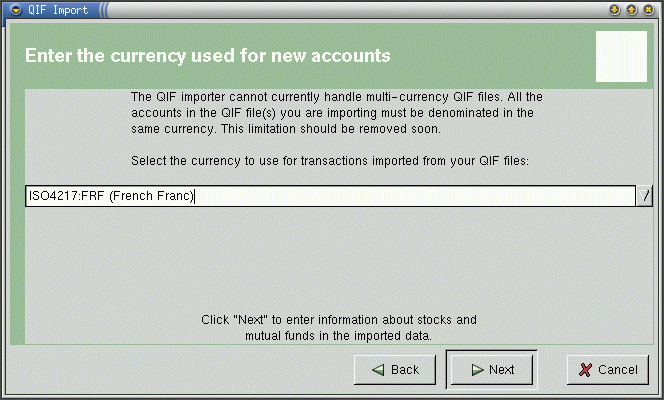 QIF Import
Enter the currency used for new accounts
The QIF importer cannot currently handle multi-currency QIF files. All the
accounts in the QIF file(s) you are importing must be denominated in the
same currency. This limitation should be removed soon.
Select the currency to use for transactions imported from your QIF files:
ISO4217:FRF (French Franc)
Click "Next" to enter information about stocks and
mutual funds in the imported data.
Back
Next
Cancel